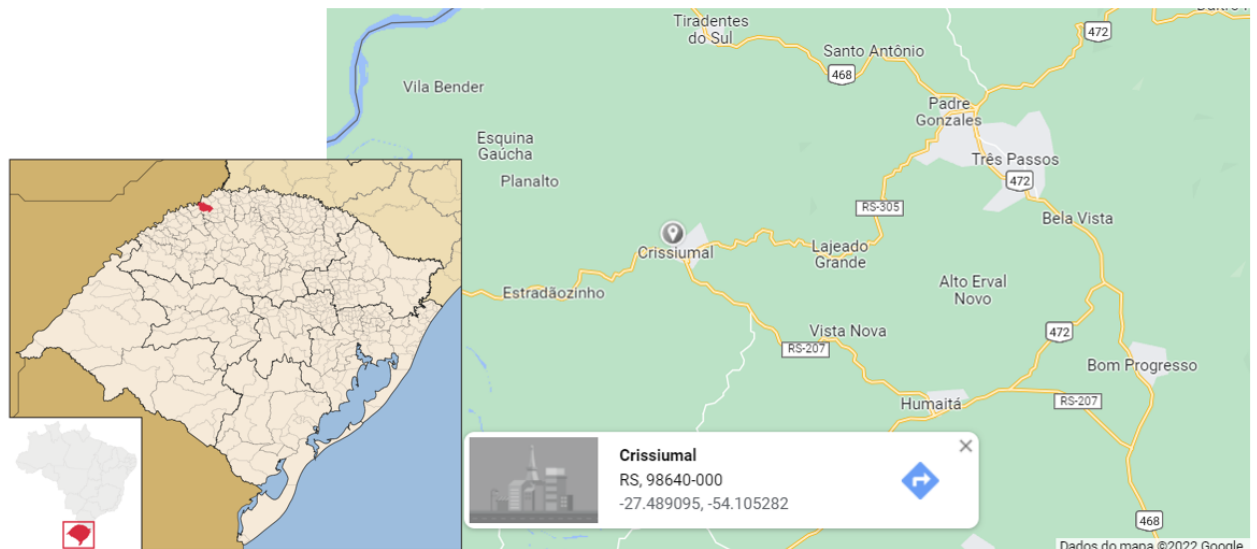 Tiradentes
do Sul
472
Santo Antônio
468
Vila Bender
Padre
Gonzales
Esquina
Gaúcha
Três Passos
Planalto
472
RS-305
Bela Vista
Crissiumal
Lajeado
Grande
Alto Erval
Novo
Estradãozinho
Vista Nova
472
RS-207
Bom Progresso
Humaitá
RS-207
Crissiumal
RS, 98640-000
-27.489095, -54.105282
468
Dados do mapa ©2022 Google